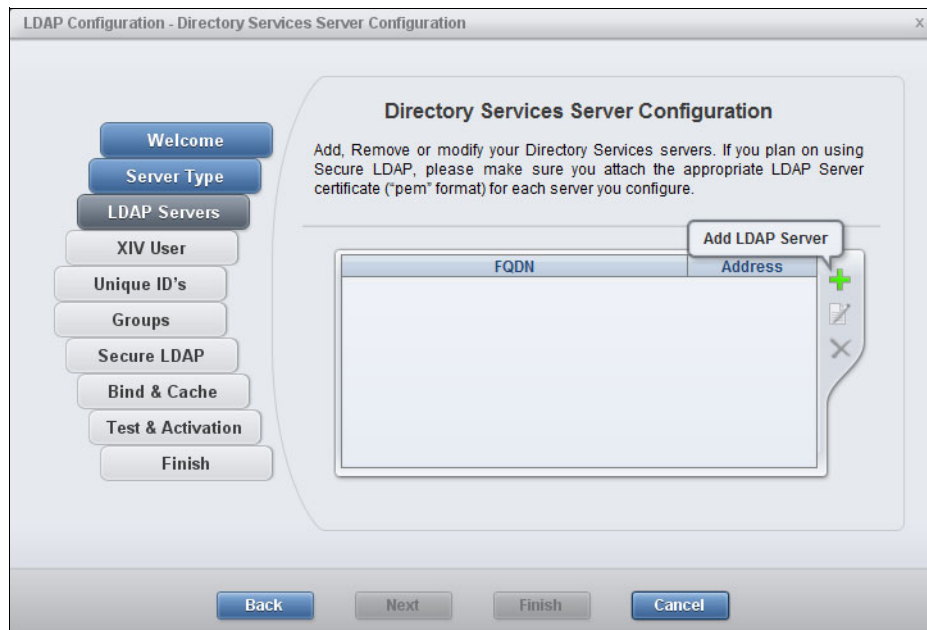 LDAP Configuration - Directory Services Server Configuration
x
Directory Services Server Configuration
Add, Remove or modify your Directory Services servers. If you plan on using
Secure LDAP, please make sure you attach the appropriate LDAP Server
certificate ("pem" format) for each server you configure.
Welcome
Server Type
LDAP Servers
XIV User
Unique ID's
Groups
Secure LDAP
Bind & Cache
Test & Activation
Finish
Add LDAP Server
FQDN
Address
Back
Next
Finish
Cancel